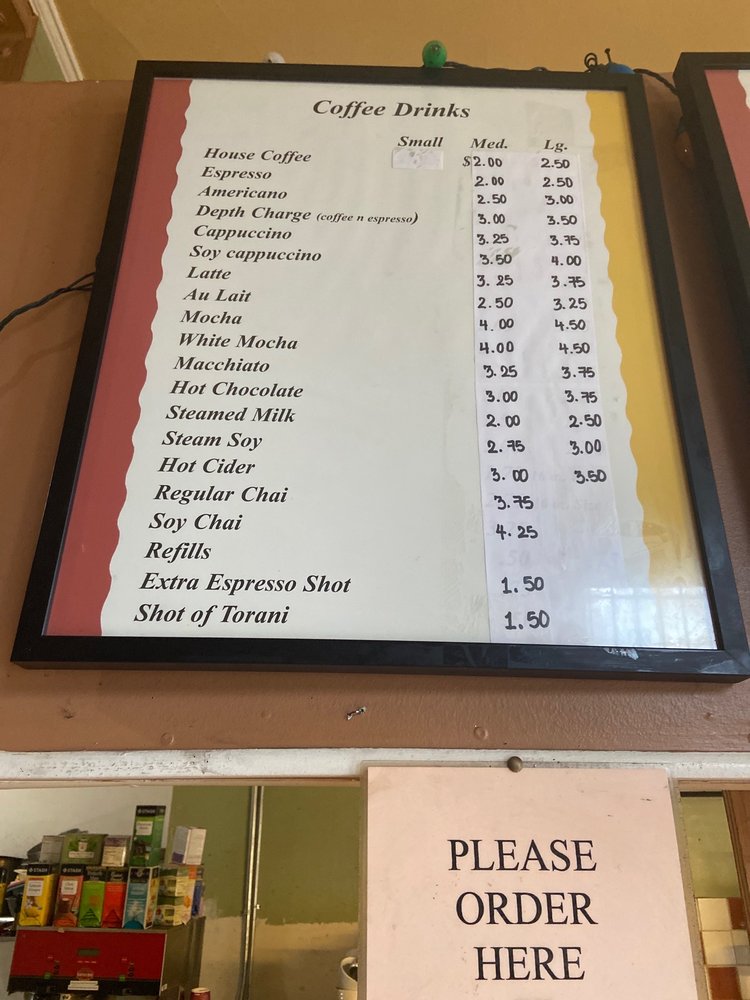 Coffee Drinks
Small Med. Lg.
House Coffee $2.00 2.50
Espresso 2.00 2.50
Americano 2.50 3.00
Depth Charge (coffee n espresso) 3.00 3.50
Cappuccino 3.25 3.75
Soy cappuccino 3.50 4.00
Latte 3.25 3.75
Au Lait 2.50 3.25
Mocha 4.00 4.50
White Mocha 4.00 4.50
Macchiato 3.25 3.75
Hot Chocolate 3.00 3.75
Steamed Milk 2.00 2.50
Steam Soy 2.75 3.00
Hot Cider 3.00 3.50
Regular Chai 3.75
Soy Chai 4.25
Refills
Extra Espresso Shot 1.50
Shot of Torani 1.50
PLEASE
ORDER
HERE
STASH
STASH
STASH